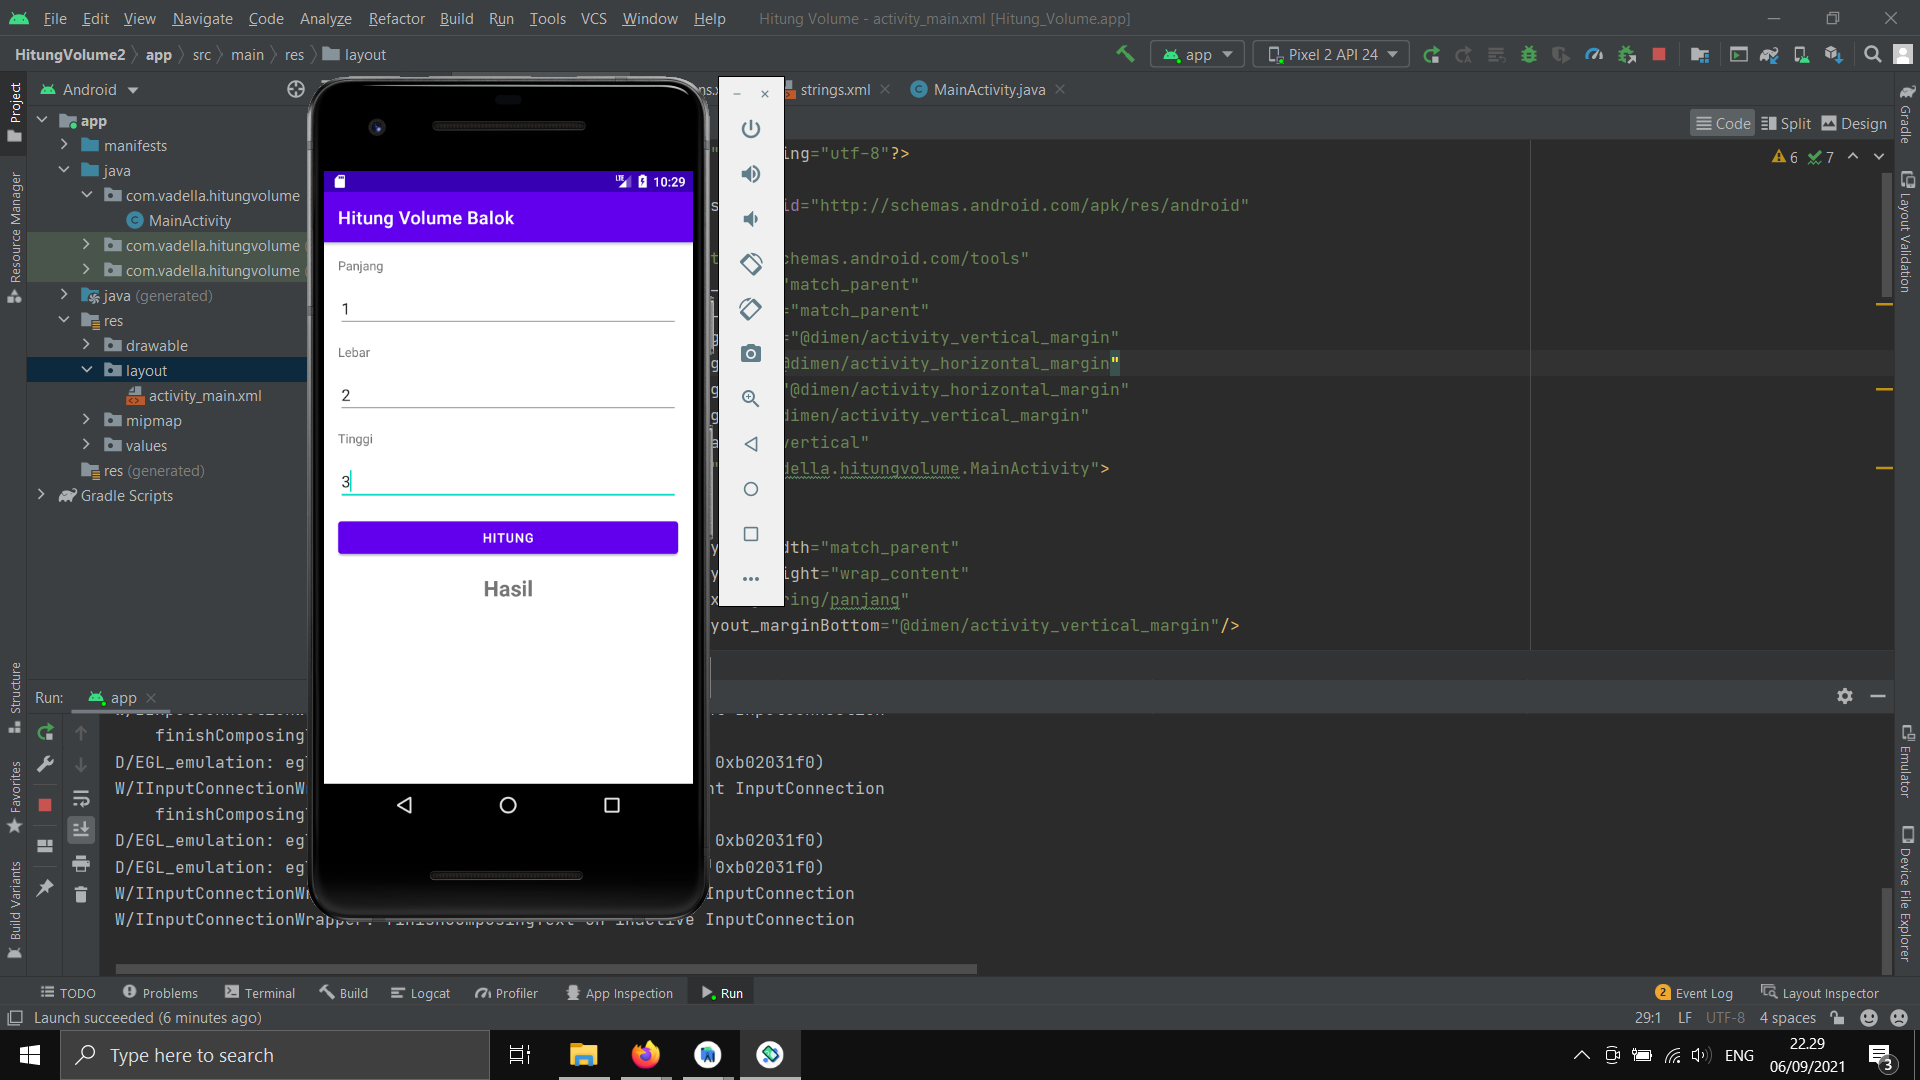 File Edit View Navigate Code Analyze Refactor Build Run Tools VCS Window Help Hitung Volume - activity_main.xml [Hitung_Volume.app]
HitungVolume2 app src main res layout
app Pixel 2 API 24
Project
Resource Manager
Structure
Favorites
Build Variants
Android
app
manifests
java
com.vadella.hitungvolume
MainActivity
com.vadella.hitungvolume
com.vadella.hitungvolume
java (generated)
res
drawable
layout
activity_main.xml
mipmap
values
res (generated)
Gradle Scripts
10:29
Hitung Volume Balok
Panjang
1
Lebar
2
Tinggi
3
HITUNG
Hasil
strings.xml MainActivity.java
Code Split Design
6 7
ing="utf-8"?>
id="http://schemas.android.com/apk/res/android"
chemas.android.com/tools"
match_parent"
="match_parent"
="@dimen/activity_vertical_margin"
@dimen/activity_horizontal_margin"
"@dimen/activity_horizontal_margin"
dimen/activity_vertical_margin"
vertical"
della.hitungvolume.MainActivity">
dth="match_parent"
ight="wrap_content"
ring/panjang"
yout_marginBottom="@dimen/activity_vertical_margin"/>
Gradle
Layout Validation
Emulator
Device File Explorer
Run: app
finishComposing
D/EGL_emulation: eg 0xb02031f0)
W/IInputConnectionW nt InputConnection
finishComposing
D/EGL_emulation: eg 0xb02031f0)
D/EGL_emulation: eg 0xb02031f0)
W/IInputConnectionW InputConnection
W/IInputConnectionWrapper: finishComposingText on inactive InputConnection
TODO Problems Terminal Build Logcat Profiler App Inspection Run 2 Event Log Layout Inspector
Launch succeeded (6 minutes ago) 29:1 LF UTF-8 4 spaces
Type here to search ENG 22.29
06/09/2021 3